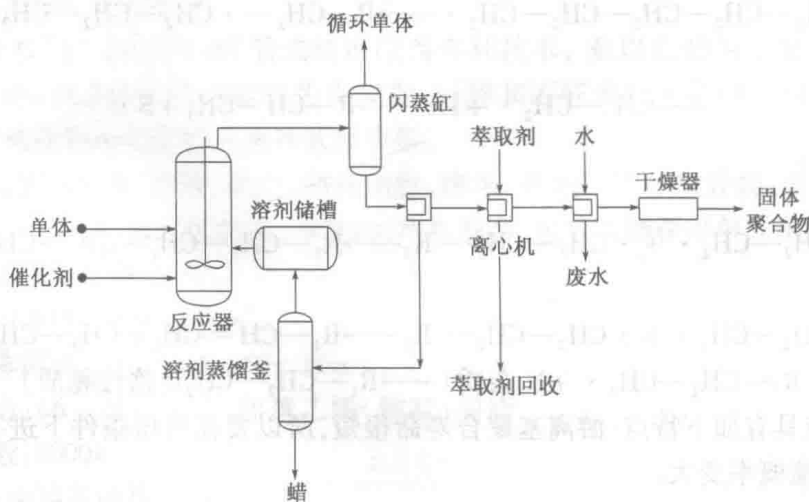 循环单体
闪蒸缸
萃取剂
水
干燥器
固体
聚合物
单体
溶剂储槽
离心机
催化剂
废水
反应器
溶剂蒸馏釜
萃取剂回收
蜡